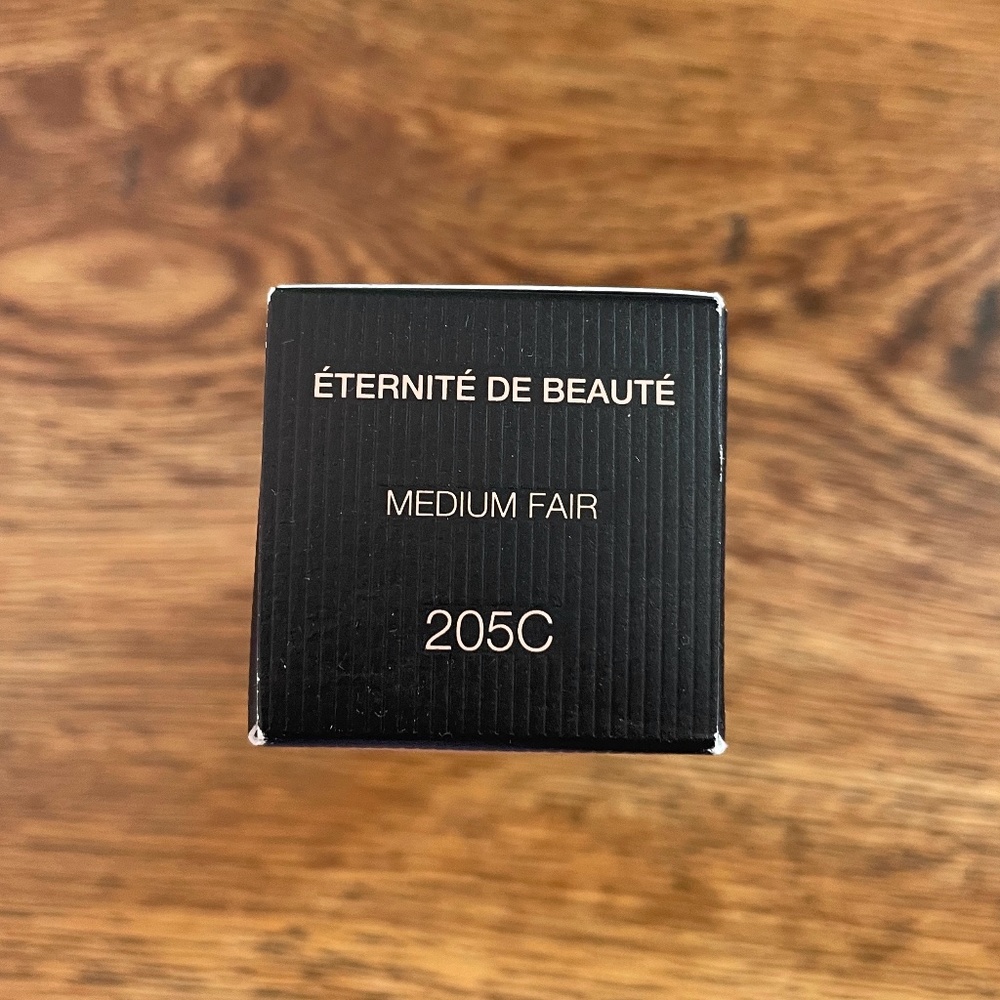 ÉTERNITÉ DE BEAUTÉ
MEDIUM FAIR
205C